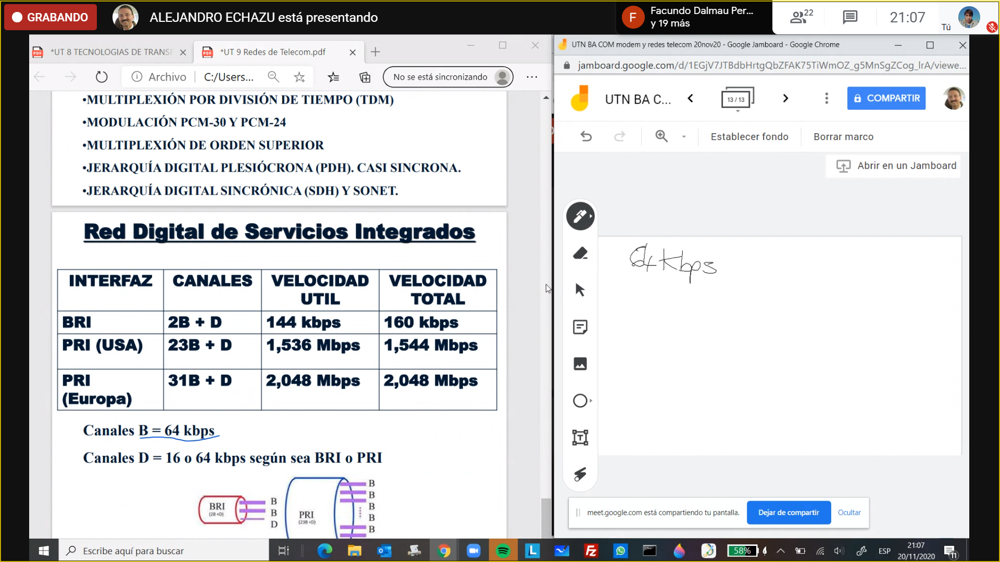 GRABANDO
ALEJANDRO ECHAZU está presentando
F
Facundo Dalmau Per...
y 19 más
22
21:07
Tú
PDF
*UT 8 TECNOLOGIAS DE TRANSF
PDF
*UT 9 Redes de Telecom.pdf
Archivo
C:/Users...
No se está sincronizando
•MULTIPLEXIÓN POR DIVISIÓN DE TIEMPO (TDM)
•MODULACIÓN PCM-30 Y PCM-24
•MULTIPLEXIÓN DE ORDEN SUPERIOR
•JERARQUÍA DIGITAL PLESIÓCRONA (PDH). CASI SINCRONA.
•JERARQUÍA DIGITAL SINCRÓNICA (SDH) Y SONET.
Red Digital de Servicios Integrados
INTERFAZ CANALES VELOCIDAD UTIL VELOCIDAD TOTAL
BRI 2B + D 144 kbps 160 kbps
PRI (USA) 23B + D 1,536 Mbps 1,544 Mbps
PRI (Europa) 31B + D 2,048 Mbps 2,048 Mbps
Canales B = 64 kbps
Canales D = 16 o 64 kbps según sea BRI o PRI
BRI
(2B +D)
B
B
D
PRI
(23B +D)
B
B
B
B
B
UTN BA COM modem y redes telecom 20nov20 - Google Jamboard - Google Chrome
jamboard.google.com/d/1EGjV7JTBdbHrtgQbZFAK75TiWmOZ_g5MnSgZCog_lrA/viewe...
UTN BA C...
13 / 13
COMPARTIR
Establecer fondo
Borrar marco
Abrir en un Jamboard
64 Kbps
T
meet.google.com está compartiendo tu pantalla.
Dejar de compartir
Ocultar
Escribe aquí para buscar
L
Fz
58%
ESP
21:07
20/11/2020
11